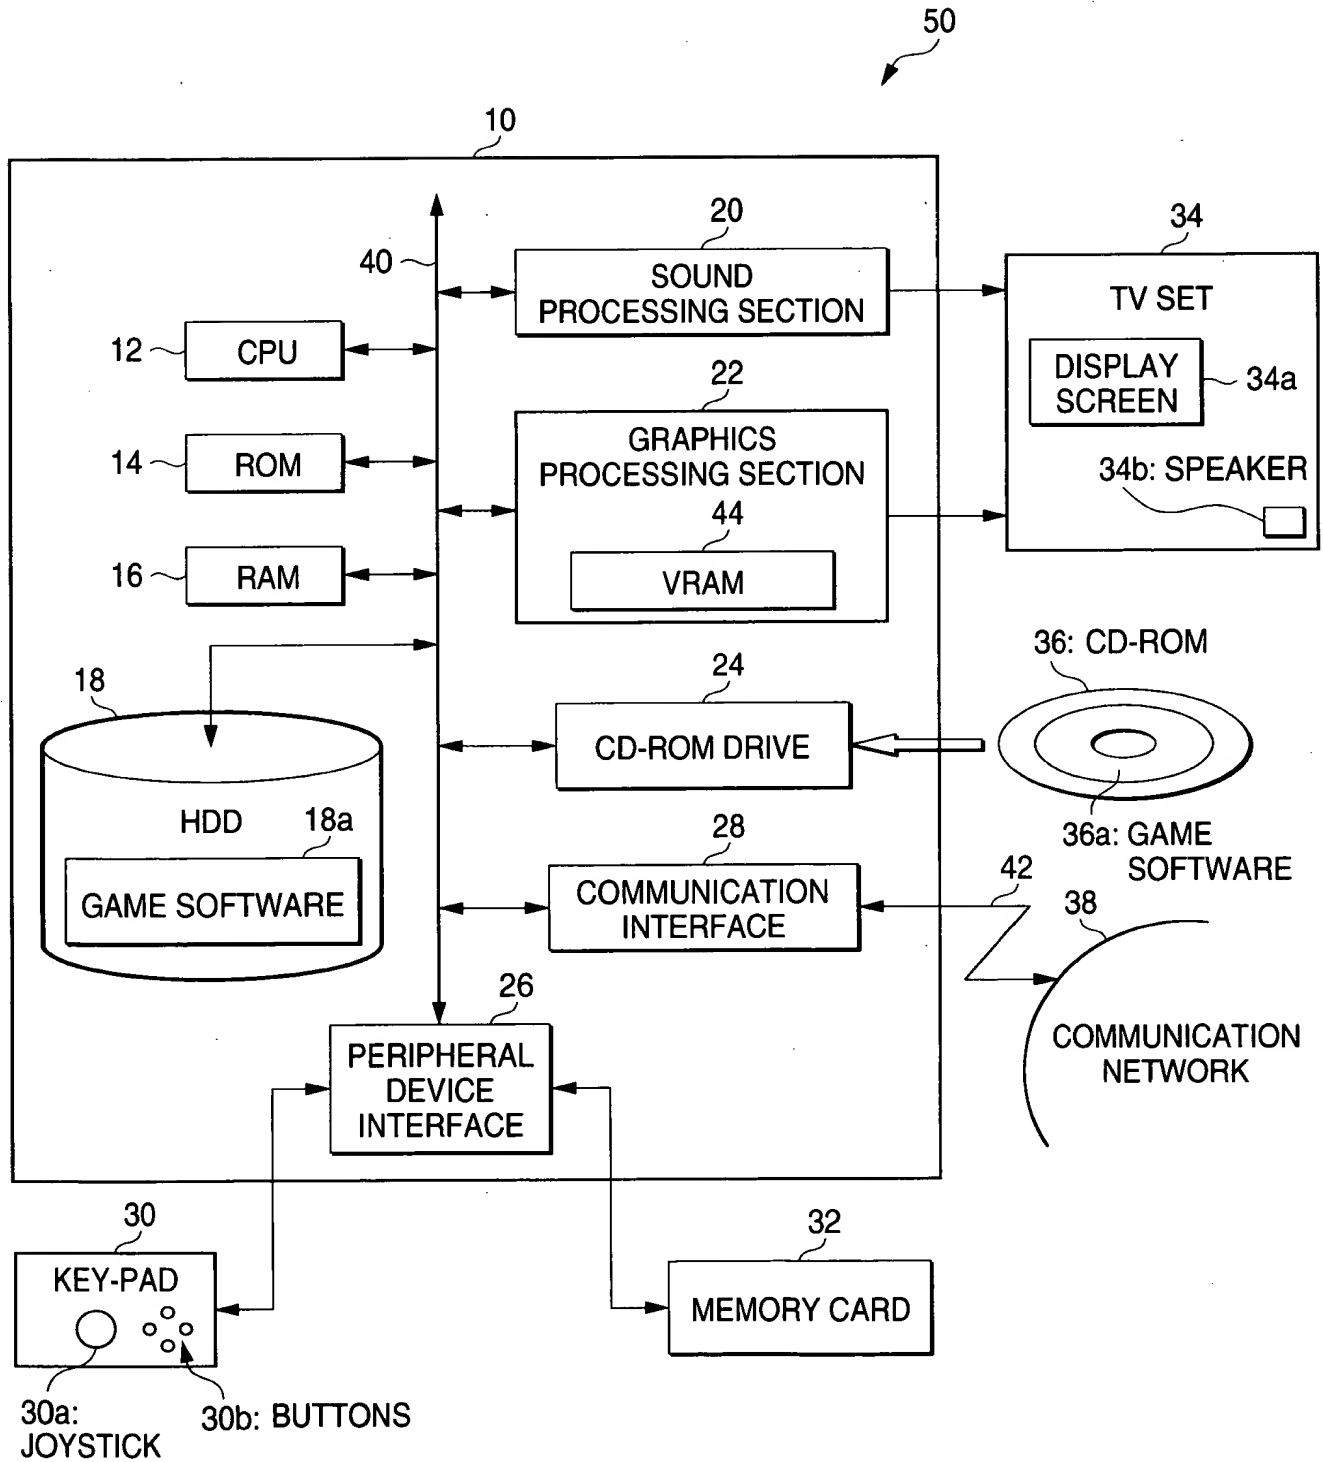 50
10
20
34
40
SOUND
PROCESSING SECTION
TV SET
12
CPU
22
DISPLAY
SCREEN
34a
GRAPHICS
PROCESSING SECTION
14
ROM
34b: SPEAKER
44
16
RAM
VRAM
36: CD-ROM
18
24
CD-ROM DRIVE
HDD
18a
28
36a: GAME
SOFTWARE
GAME SOFTWARE
COMMUNICATION
INTERFACE
42
38
26
PERIPHERAL
DEVICE
INTERFACE
COMMUNICATION
NETWORK
30
32
KEY-PAD
MEMORY CARD
30a:
JOYSTICK
30b: BUTTONS